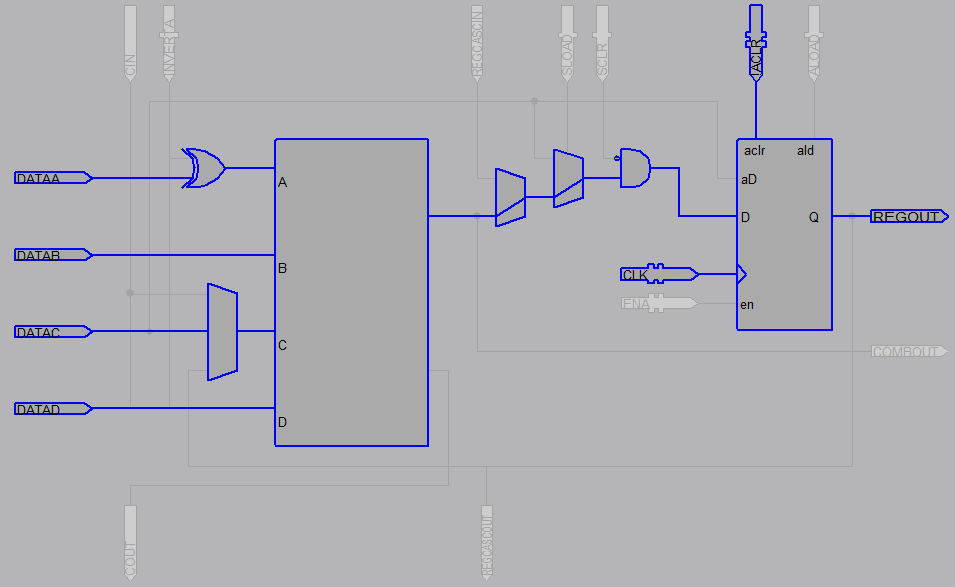 CIN
INVERTA
REGCASCIN
SLOAD
SCLR
ACLR
ALOAD
aclr
ald
DATAA
A
aD
D
Q
REGOUT
DATAB
B
CLK
ENA
en
DATAC
C
COMBOUT
DATAD
D
COUT
REGCASCOUT